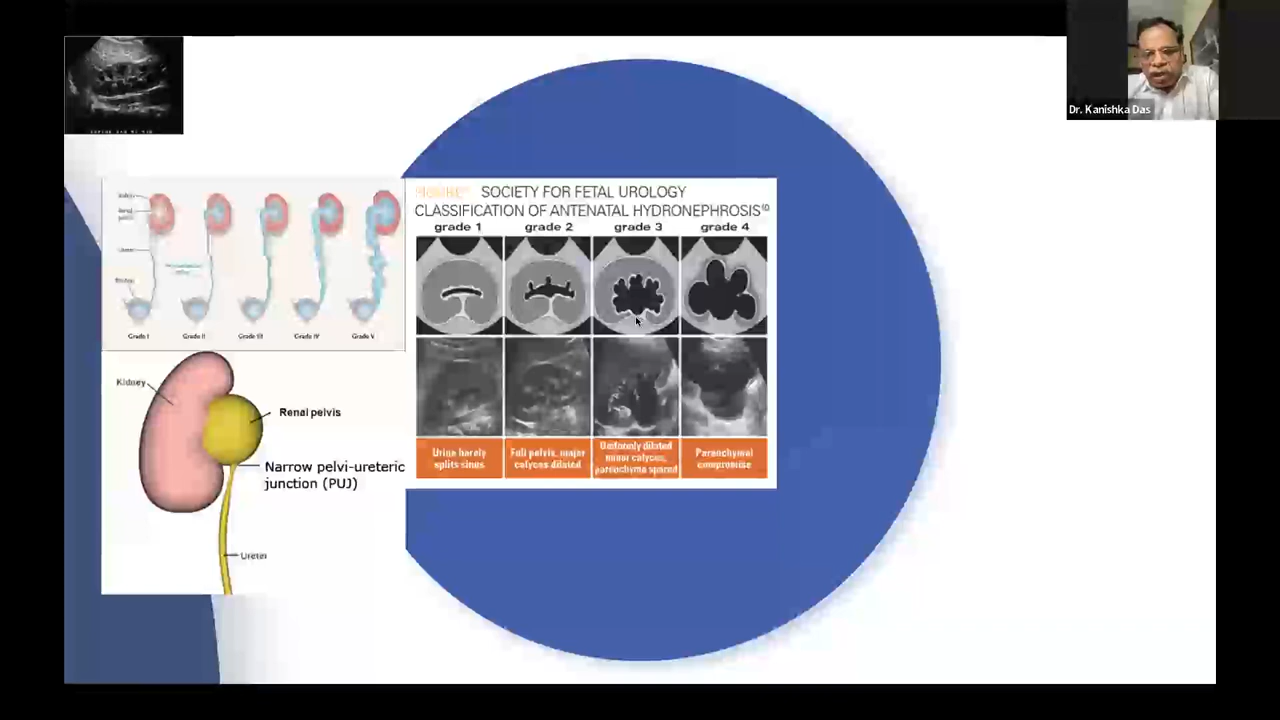 Dr. Kanishka Das
SOCIETY FOR FETAL UROLOGY
CLASSIFICATION OF ANTENATAL HYDRONEPHROSIS
grade 1 grade 2 grade 3 grade 4
Urine barely
splits sinus
Full pelvis, major
calyces dilated
Uniformly dilated
minor calyces,
parenchyma spared
Parenchymal
compromise
Grade I Grade II Grade III Grade IV Grade V
Kidney
Renal pelvis
Narrow pelvi-ureteric
junction (PUJ)
Ureter